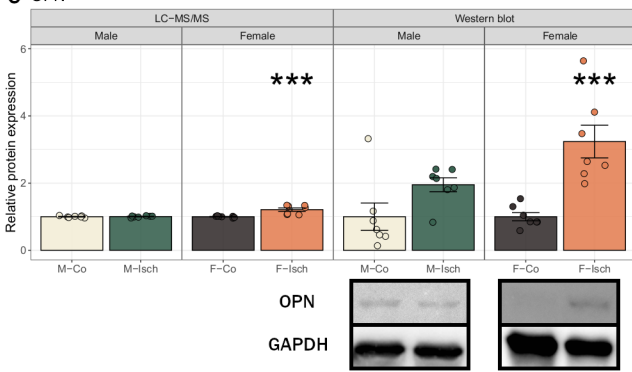 LC-MS/MS Western blot
Male Female Male Female
Relative protein expression
6
4
2
0
*** ***
M-Co M-Isch F-Co F-Isch M-Co M-Isch F-Co F-Isch
OPN
GAPDH